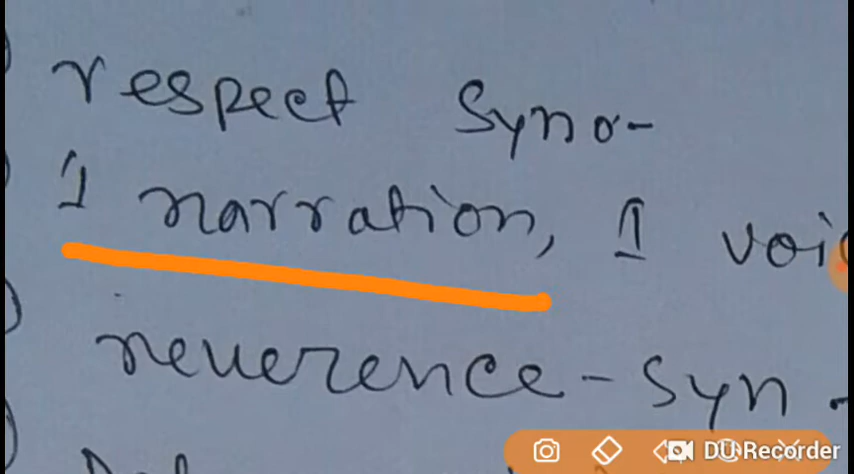 respect Syno-
1 narration, 1 voi
reverence - Syn -
DU Recorder